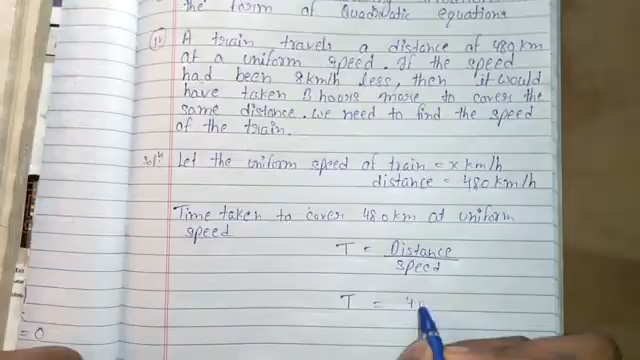 the form of Quadratic equations
(1) A train travels a distance of 480 km
at a uniform speed. If the speed
had been 8 km/h less, then it would
have taken 3 hours more to cover the
same distance. we need to find the speed
of the train.
Solⁿ: Let the uniform speed of train = x km/h
distance = 480 km/h
Time taken to cover 480 km at uniform
speed
T = Distance
speed
T = 4
= 0